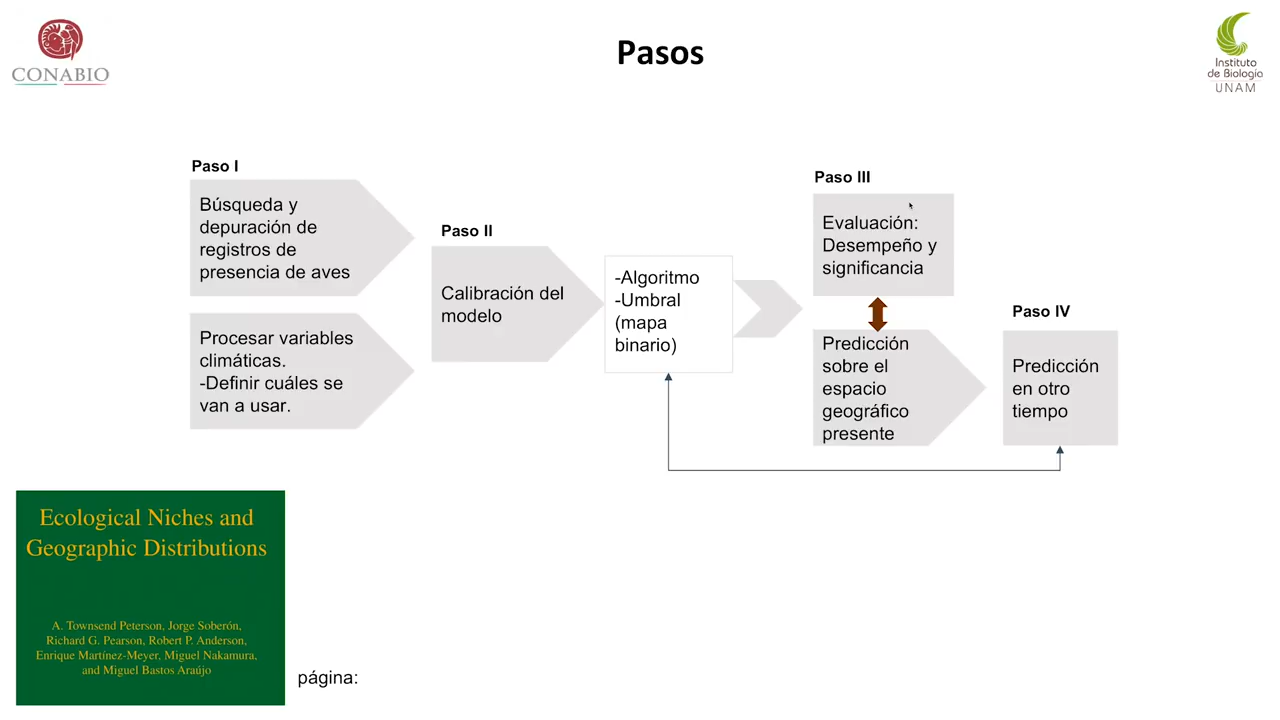 CONABIO
Pasos
Instituto
de Biología
UNAM
Paso I
Búsqueda y
depuración de
registros de
presencia de aves
Procesar variables
climáticas.
-Definir cuáles se
van a usar.
Paso II
Calibración del
modelo
-Algoritmo
-Umbral
(mapa
binario)
Paso III
Evaluación:
Desempeño y
significancia
Predicción
sobre el
espacio
geográfico
presente
Paso IV
Predicción
en otro
tiempo
Ecological Niches and
Geographic Distributions
A. Townsend Peterson, Jorge Soberón,
Richard G. Pearson, Robert P. Anderson,
Enrique Martínez-Meyer, Miguel Nakamura,
and Miguel Bastos Araújo
página: